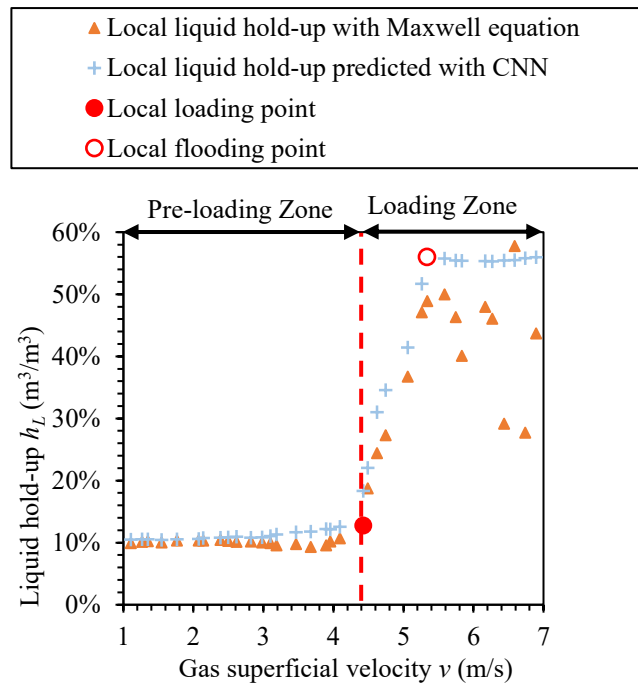 Local liquid hold-up with Maxwell equation
Local liquid hold-up predicted with CNN
Local loading point
Local flooding point
Pre-loading Zone
Loading Zone
60%
50%
40%
30%
20%
10%
0%
Liquid hold-up h_L (m³/m³)
1 2 3 4 5 6 7
Gas superficial velocity v (m/s)